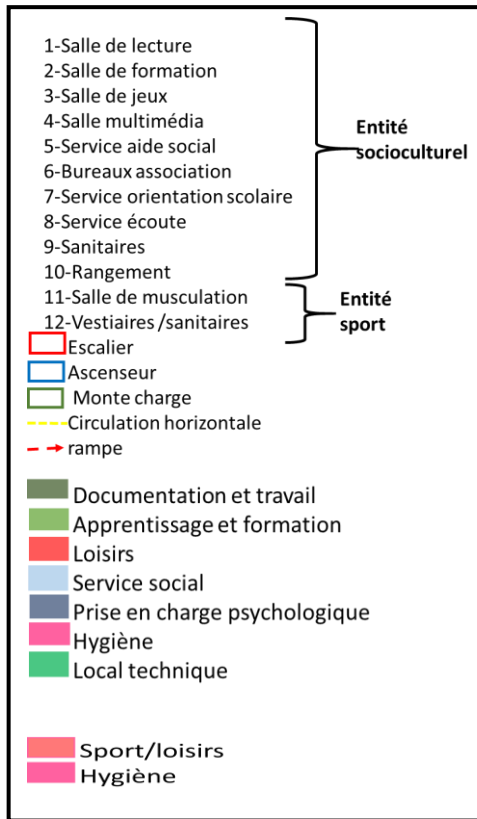 1-Salle de lecture
2-Salle de formation
3-Salle de jeux
4-Salle multimédia
5-Service aide social
6-Bureaux association
7-Service orientation scolaire
8-Service écoute
9-Sanitaires
10-Rangement
Entité
socioculturel
11-Salle de musculation
12-Vestiaires /sanitaires
Entité
sport
Escalier
Ascenseur
Monte charge
Circulation horizontale
rampe
Documentation et travail
Apprentissage et formation
Loisirs
Service social
Prise en charge psychologique
Hygiène
Local technique
Sport/loisirs
Hygiène